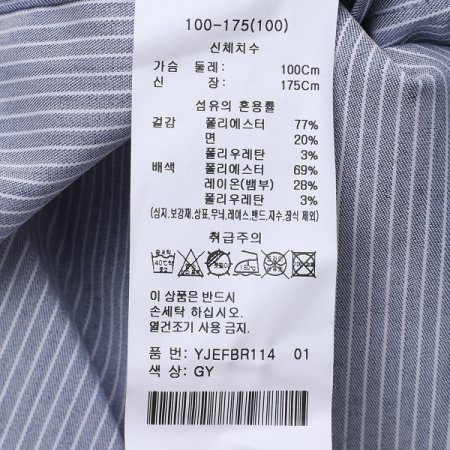 100-175(100)
신체치수
가슴 둘레: 100Cm
신 장: 175Cm
섬유의 혼용률
겉감 폴리에스터 77%
면 20%
폴리우레탄 3%
배색 폴리에스터 69%
레이온(뱀부) 28%
폴리우레탄 3%
(심지,보강재,상표,무늬,레이스,밴드,자수,장식 제외)
취급주의
이 상품은 반드시
손세탁 하십시오.
열건조기 사용 금지.
품 번: YJEFBR114 01
색 상: GY